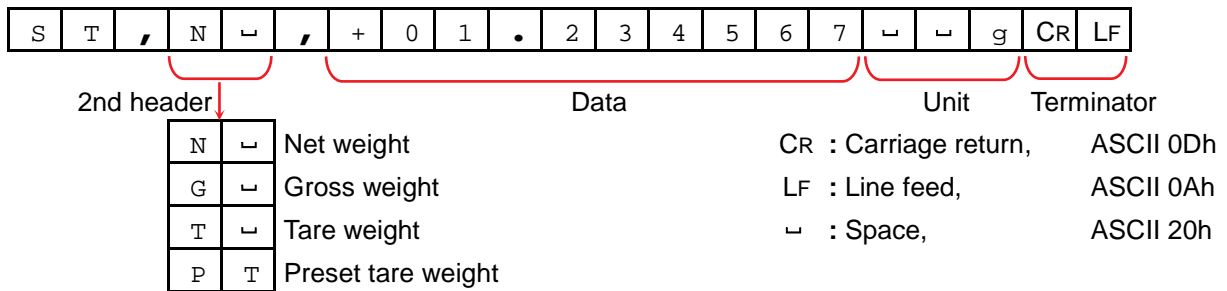 S T , N ␣ , + 0 1 . 2 3 4 5 6 7 ␣ ␣ g CR LF
2nd header Data Unit Terminator
N ␣ Net weight CR : Carriage return, ASCII 0Dh
G ␣ Gross weight LF : Line feed, ASCII 0Ah
T ␣ Tare weight ␣ : Space, ASCII 20h
P T Preset tare weight